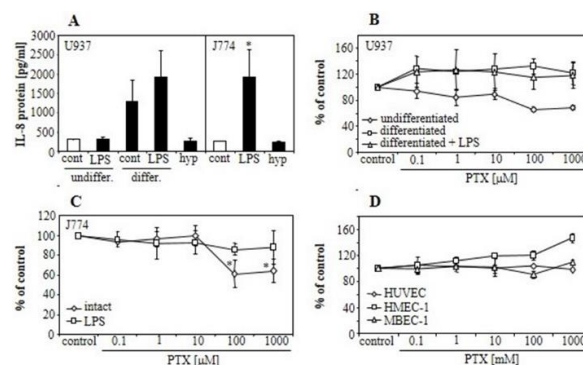 A
U937
J774
*
IL-8 protein [pg/ml]
3000
2500
2000
1500
1000
500
0
cont LPS cont LPS hyp cont LPS hyp
undiffer. differ.
B
U937
% of control
160
120
80
40
0
undifferentiated
differentiated
differentiated + LPS
control 0.1 1 10 100 1000
PTX [µM]
C
J774
% of control
120
100
80
60
40
20
0
* *
intact
LPS
control 0.1 1 10 100 1000
PTX [µM]
D
% of control
160
120
80
40
0
HUVEC
HMEC-1
MBEC-1
control 0.1 1 10 100 1000
PTX [mM]